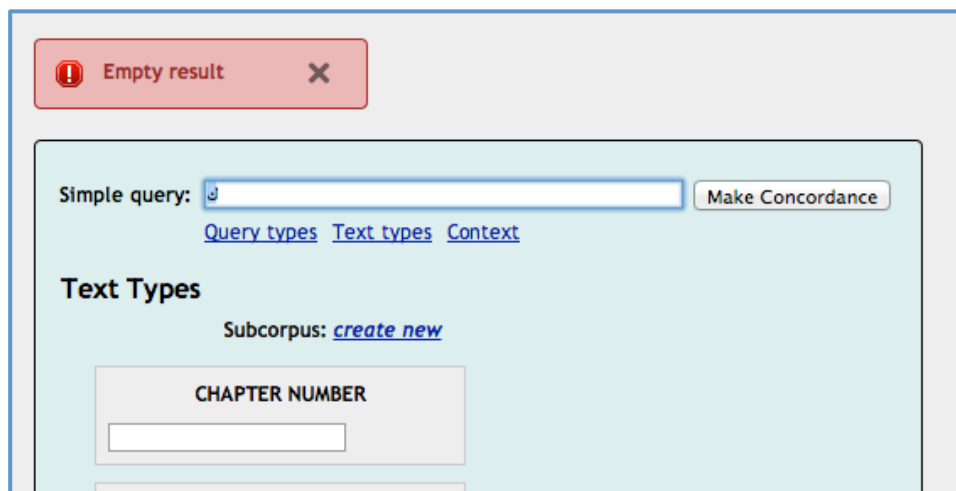 Empty result
Simple query: ك Make Concordance
Query types Text types Context
Text Types
Subcorpus: create new
CHAPTER NUMBER